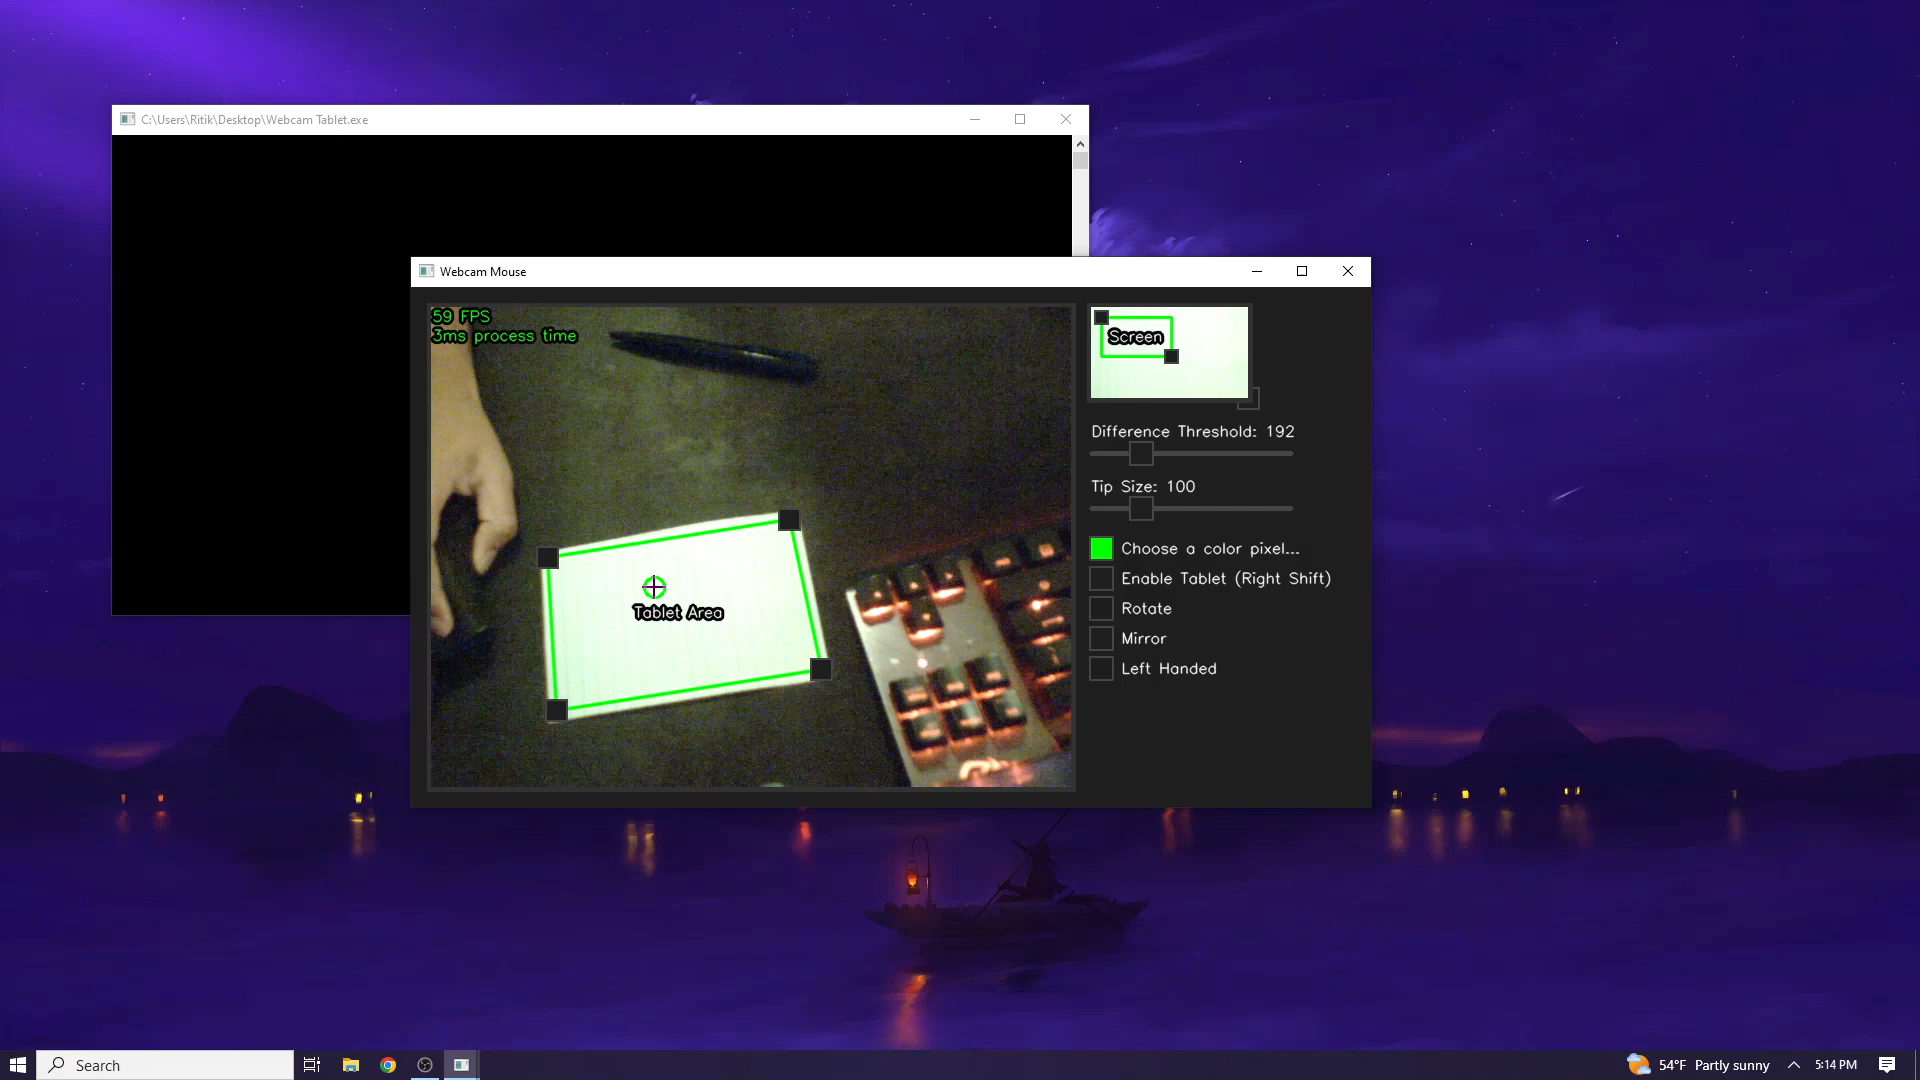 C:\Users\Ritik\Desktop\Webcam Tablet.exe
Webcam Mouse
59 FPS
3ms process time
Screen
Difference Threshold: 192
Tip Size: 100
Choose a color pixel...
Enable Tablet (Right Shift)
Rotate
Mirror
Left Handed
Tablet Area
Search
54°F Partly sunny
5:14 PM